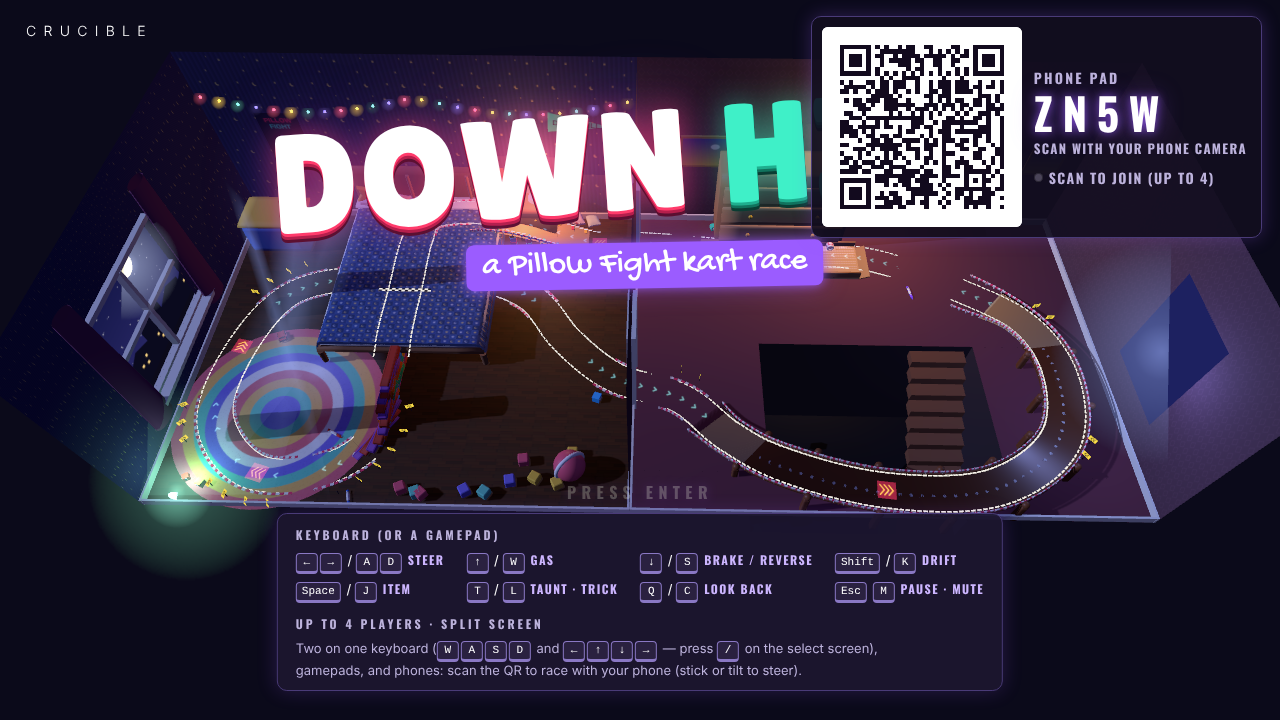 CRUCIBLE
DOWN H
a Pillow Fight kart race
PHONE PAD
ZN5W
SCAN WITH YOUR PHONE CAMERA
SCAN TO JOIN (UP TO 4)
PRESS ENTER
KEYBOARD (OR A GAMEPAD)
← → / A D STEER ↑ / W GAS ↓ / S BRAKE / REVERSE Shift / K DRIFT
Space / J ITEM T / L TAUNT · TRICK Q / C LOOK BACK Esc M PAUSE · MUTE
UP TO 4 PLAYERS · SPLIT SCREEN
Two on one keyboard (W A S D and ← ↑ ↓ → — press / on the select screen),
gamepads, and phones: scan the QR to race with your phone (stick or tilt to steer).